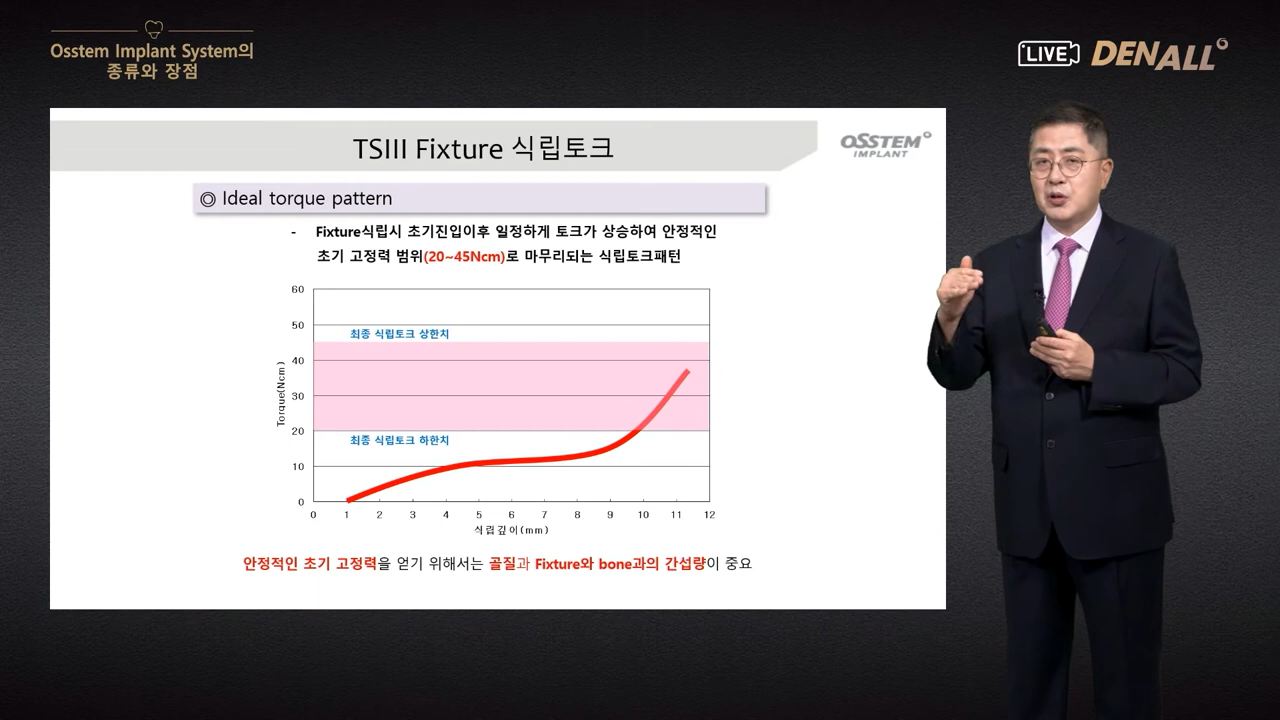 Osstem Implant System의
종류와 장점
LIVE
DENALL
TSIII Fixture 식립토크
OSSTEM
IMPLANT
◎ Ideal torque pattern
- Fixture식립시 초기진입이후 일정하게 토크가 상승하여 안정적인
초기 고정력 범위(20~45Ncm)로 마무리되는 식립토크패턴
60
50
최종 식립토크 상한치
40
Torque(Ncm)
30
20
최종 식립토크 하한치
10
0
0 1 2 3 4 5 6 7 8 9 10 11 12
식립깊이(mm)
안정적인 초기 고정력을 얻기 위해서는 골질과 Fixture와 bone과의 간섭량이 중요